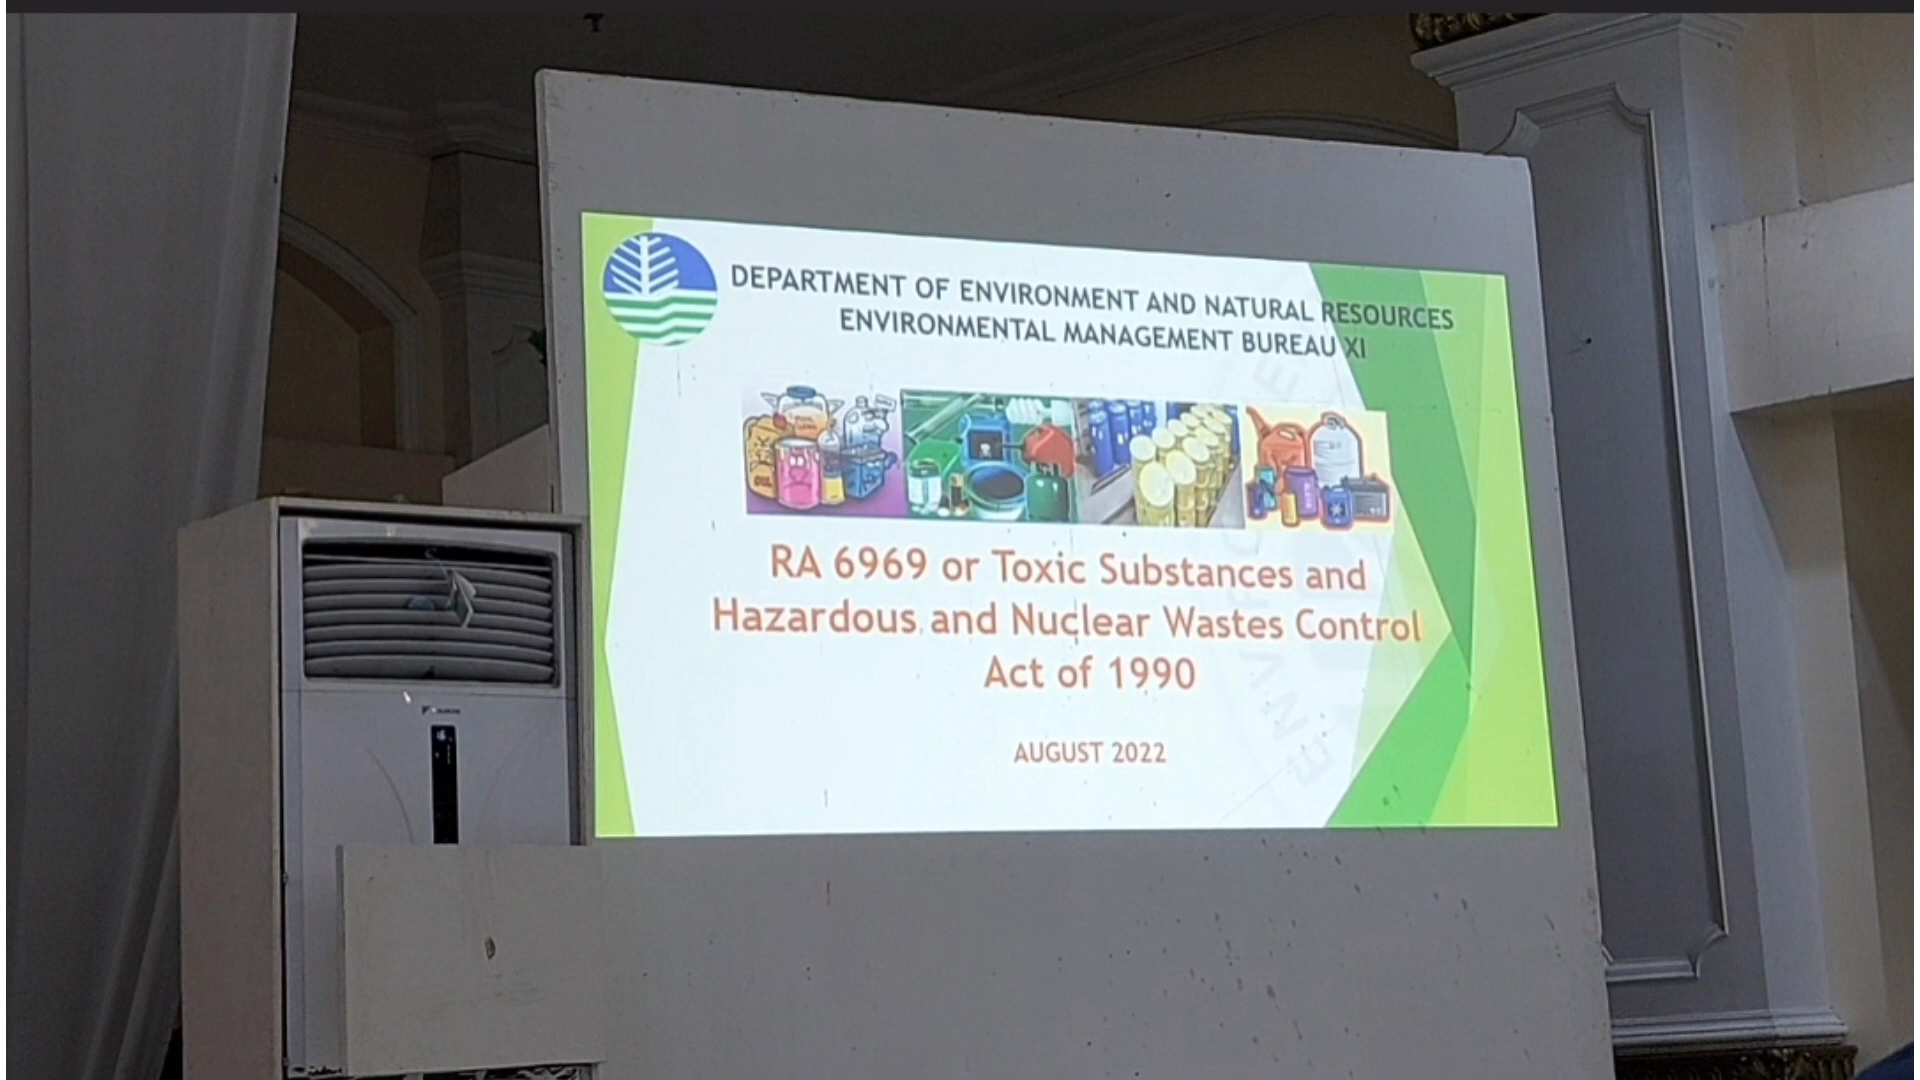 DEPARTMENT OF ENVIRONMENT AND NATURAL RESOURCES
ENVIRONMENTAL MANAGEMENT BUREAU XI
OIL
RA 6969 or Toxic Substances and
Hazardous and Nuclear Wastes Control
Act of 1990
AUGUST 2022